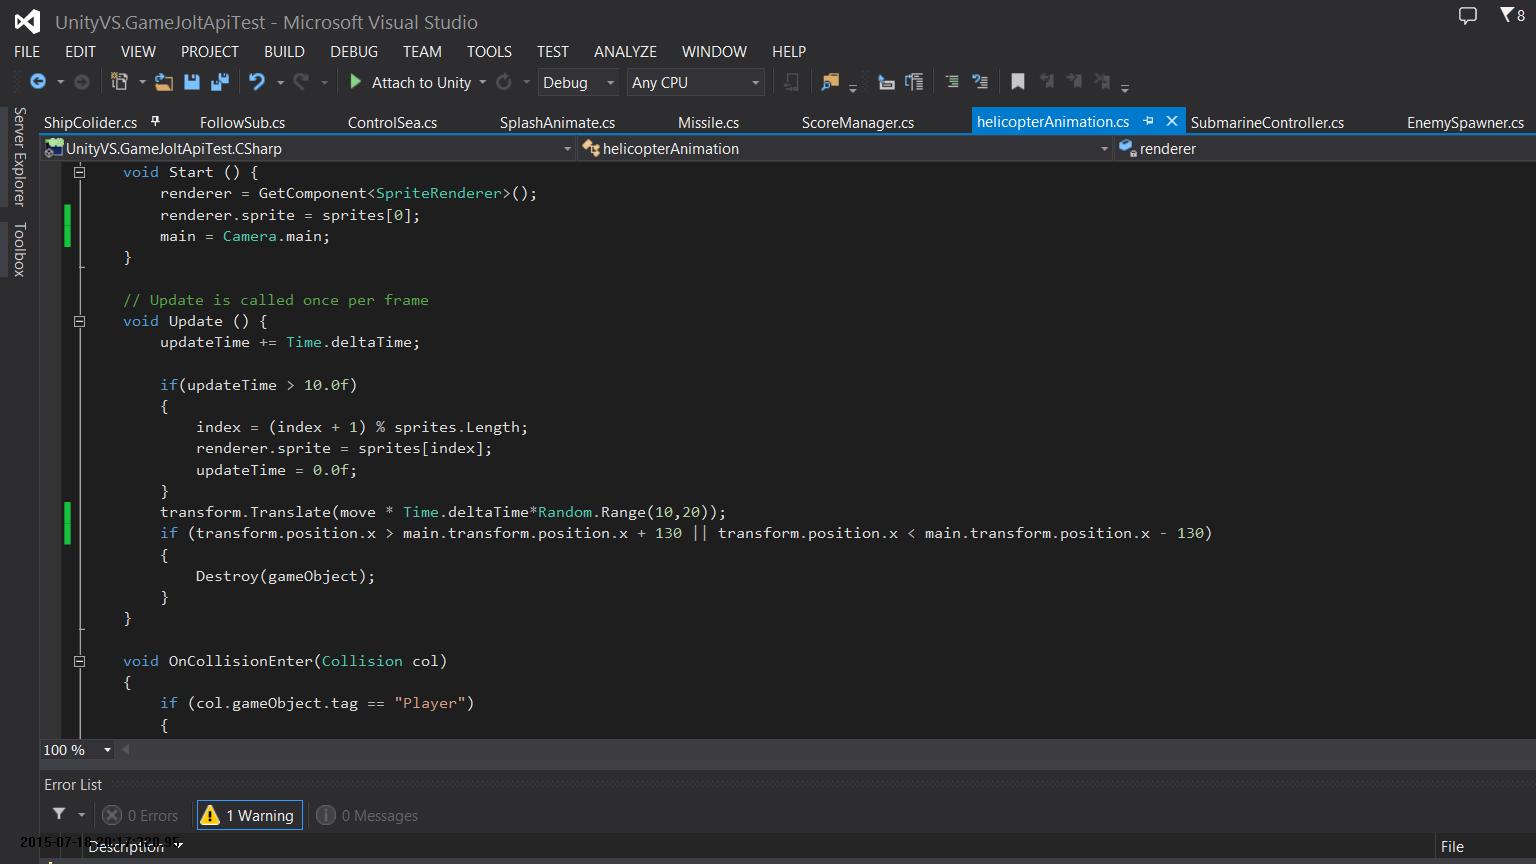 UnityVS.GameJoltApiTest - Microsoft Visual Studio
8
FILE EDIT VIEW PROJECT BUILD DEBUG TEAM TOOLS TEST ANALYZE WINDOW HELP
Attach to Unity Debug Any CPU
Server Explorer
Toolbox
ShipColider.cs FollowSub.cs ControlSea.cs SplashAnimate.cs Missile.cs ScoreManager.cs helicopterAnimation.cs SubmarineController.cs EnemySpawner.cs
UnityVS.GameJoltApiTest.CSharp helicopterAnimation renderer
void Start () {
renderer = GetComponent<SpriteRenderer>();
renderer.sprite = sprites[0];
main = Camera.main;
}
// Update is called once per frame
void Update () {
updateTime += Time.deltaTime;
if(updateTime > 10.0f)
{
index = (index + 1) % sprites.Length;
renderer.sprite = sprites[index];
updateTime = 0.0f;
}
transform.Translate(move * Time.deltaTime*Random.Range(10,20));
if (transform.position.x > main.transform.position.x + 130 || transform.position.x < main.transform.position.x - 130)
{
Destroy(gameObject);
}
}
void OnCollisionEnter(Collision col)
{
if (col.gameObject.tag == "Player")
{
100 %
Error List
0 Errors 1 Warning 0 Messages
Description File